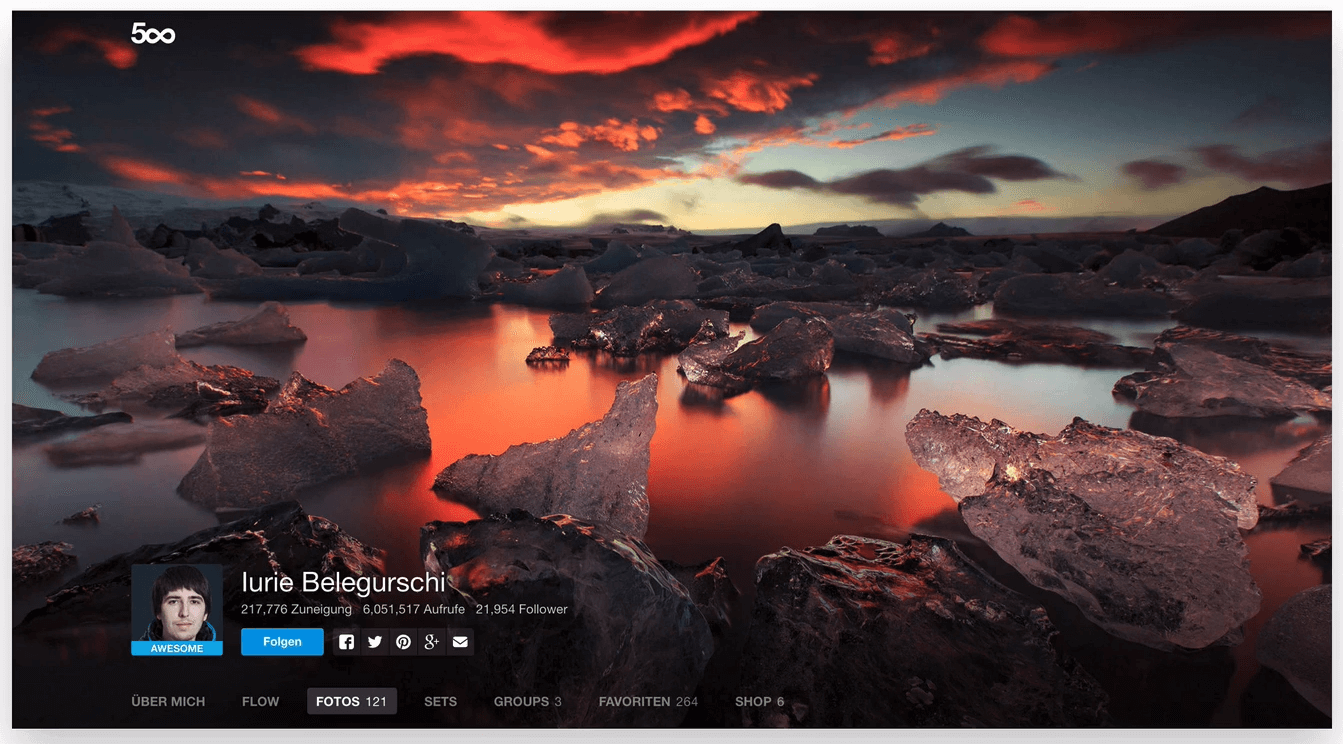 500
Iurie Belegurschi
217,776 Zuneigung 6,051,517 Aufrufe 21,954 Follower
AWESOME
Folgen
ÜBER MICH FLOW FOTOS 121 SETS GROUPS 3 FAVORITEN 264 SHOP 6